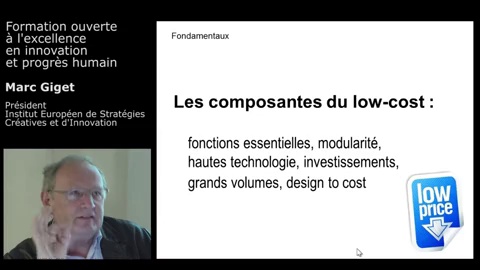 Formation ouverte
à l'excellence
en innovation
et progrès humain
Marc Giget
Président
Institut Européen de Stratégies
Créatives et d'Innovation
Fondamentaux
Les composantes du low-cost :
fonctions essentielles, modularité,
hautes technologie, investissements,
grands volumes, design to cost
low
price